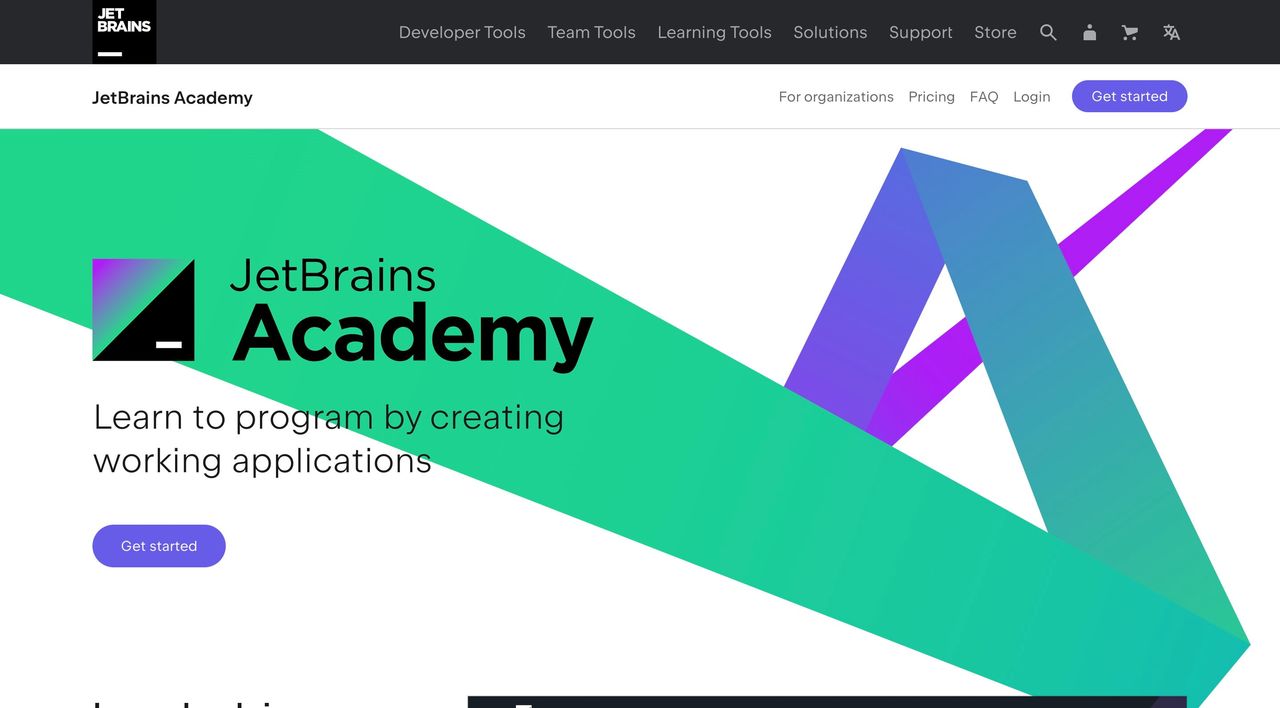 JET
BRAINS
Developer Tools Team Tools Learning Tools Solutions Support Store
JetBrains Academy
For organizations Pricing FAQ Login Get started
JetBrains
Academy
Learn to program by creating
working applications
Get started